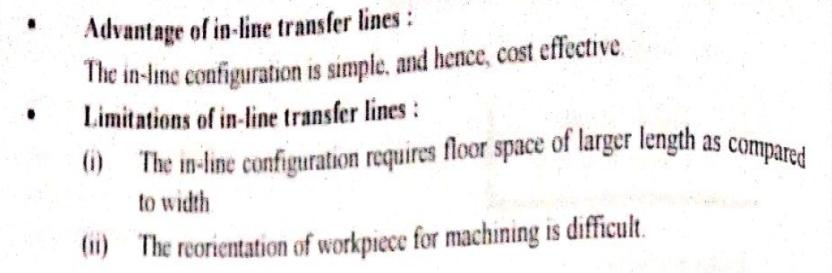 • Advantage of in-line transfer lines :
The in-line configuration is simple, and hence, cost effective.
• Limitations of in-line transfer lines :
(i) The in-line configuration requires floor space of larger length as compared
to width
(ii) The reorientation of workpiece for machining is difficult.